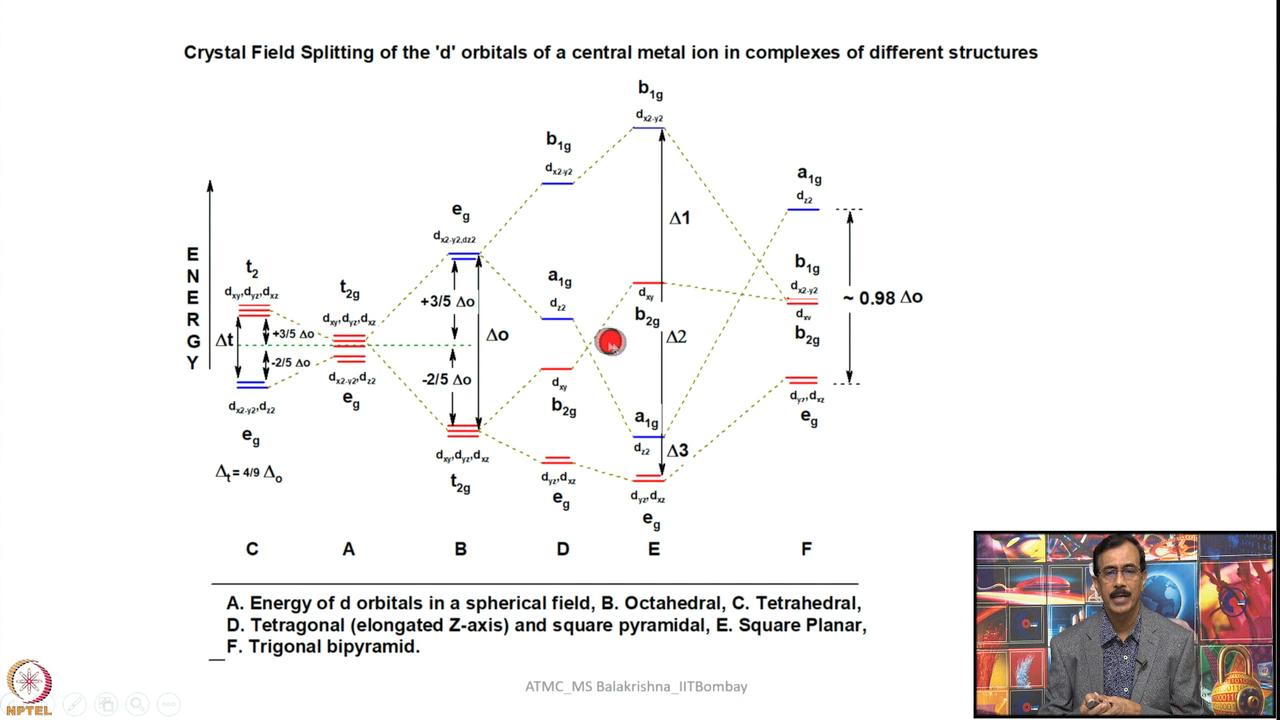 Crystal Field Splitting of the 'd' orbitals of a central metal ion in complexes of different structures
b1g
dx2-y2
b1g
dx2-y2
a1g
dz2
eg
dx2-y2,dz2
Δ1
E
N
E
R
G
Y
t2
dxy,dyz,dxz
t2g
dxy,dyz,dxz
a1g
dz2
b1g
dx2-y2
dxy
b2g
dxy
b2g
+3/5 Δo
Δo
~ 0.98 Δo
Δt
+3/5 Δo
-2/5 Δo
Δ2
-2/5 Δo
dx2-y2,dz2
eg
dx2-y2,dz2
eg
dxy
b2g
a1g
dz2
Δ3
dyz,dxz
eg
Δt = 4/9 Δo
dxy,dyz,dxz
t2g
dyz,dxz
eg
dyz,dxz
eg
C A B D E F
A. Energy of d orbitals in a spherical field, B. Octahedral, C. Tetrahedral,
D. Tetragonal (elongated Z-axis) and square pyramidal, E. Square Planar,
F. Trigonal bipyramid.
ATMC_MS Balakrishna_IITBombay
NPTEL